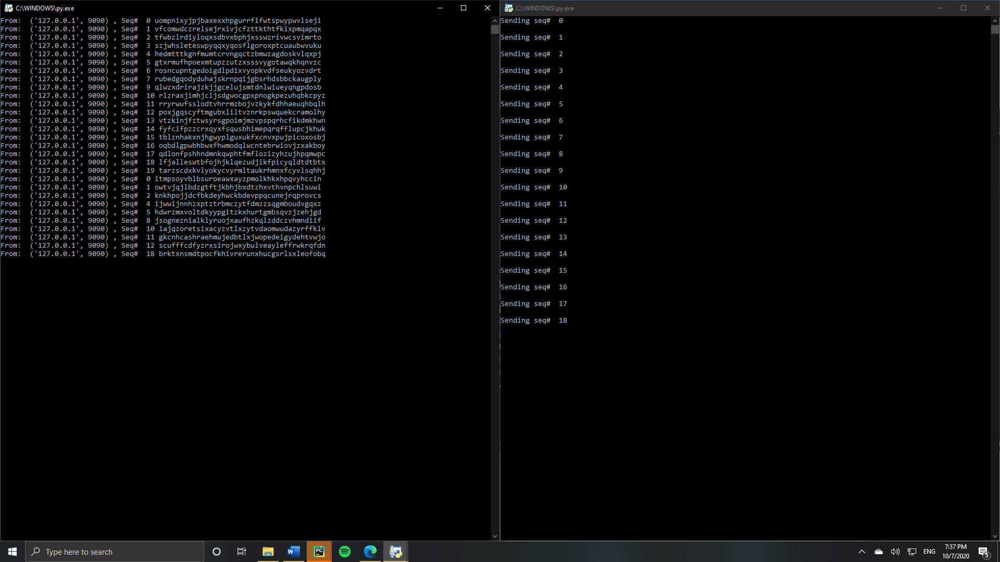 C:\WINDOWS\py.exe
From:  ('127.0.0.1', 9090) , Seq#  0 uompnixyjpjbaxexxhpgurrfifwtspwypwvlseji
From:  ('127.0.0.1', 9090) , Seq#  1 vfcomwdczrelsejrxivjcfzttkthtfkixpmqapqx
From:  ('127.0.0.1', 9090) , Seq#  2 tfwbzlrdiyloqxsdbvxbphjxsswzrivwcsvimrto
From:  ('127.0.0.1', 9090) , Seq#  3 szjwhsleteswpyqqxyqosflgoroxptcuaubwvuku
From:  ('127.0.0.1', 9090) , Seq#  4 hedmtttkgnfmumtcrvngqctzbmwzagdoskvlqxpj
From:  ('127.0.0.1', 9090) , Seq#  5 gtxrmufhpoexmtupzzutzxsssvygotawqkhqnvzc
From:  ('127.0.0.1', 9090) , Seq#  6 rosncupntgedoigdlpdixvyopkvdfseukyozvdrt
From:  ('127.0.0.1', 9090) , Seq#  7 rubedgqodyduhajskrnpqijgbsrhdsbbckaugply
From:  ('127.0.0.1', 9090) , Seq#  9 qlwzxdrirajzkjjgcelujsmtdnlwiueyqngpdosb
From:  ('127.0.0.1', 9090) , Seq#  10 rlzraxjimhjcljsdgwocgpxpnogkpezuhqbkcpyz
From:  ('127.0.0.1', 9090) , Seq#  11 rryrwufsslodtvhrrmzbojvzkykfdhhaeuqhbqlh
From:  ('127.0.0.1', 9090) , Seq#  12 poxjgqscyftmgubxliltvznrkpswquekcramolhy
From:  ('127.0.0.1', 9090) , Seq#  13 vtzkinjfztwsyrsgpoimjmzvpspqrhcfikdmkhwn
From:  ('127.0.0.1', 9090) , Seq#  14 fyfcifpzzcrxqyxfsqusbhimepqrqfflupcjkhuk
From:  ('127.0.0.1', 9090) , Seq#  15 tblznhakxnjhgwyplguxukfxcnvxpujpicoxosbj
From:  ('127.0.0.1', 9090) , Seq#  16 oqbdlgpwbhbwxfhwmodqlwcntebrwiovjzxakboy
From:  ('127.0.0.1', 9090) , Seq#  17 qdlonfpshhndmnkqwphtfmflozizyhzujhpqmwpc
From:  ('127.0.0.1', 9090) , Seq#  18 lfjalleswtbfojhjklqezudjikfpicyqldtdtbtx
From:  ('127.0.0.1', 9090) , Seq#  19 tarzscdxkvlyokycvyrmltaukrhmnxfcyvlsqhhj
From:  ('127.0.0.1', 9090) , Seq#  0 itmpsoyvblbsuroeawxayzpmolkhkxhpqvyhccin
From:  ('127.0.0.1', 9090) , Seq#  1 owtvjqjlbdzgtftjkbhjbxdtzhxvthvnpchlsuwi
From:  ('127.0.0.1', 9090) , Seq#  2 knkhpojjdcfbkdeyhwckbdevppqcunejrqprovcs
From:  ('127.0.0.1', 9090) , Seq#  4 ijwwijnnhzxptztrbmczytfdmzzsqgmboudvgqxz
From:  ('127.0.0.1', 9090) , Seq#  5 hdwrzmxvoltdkyypgitzkxhurtgmbsqvzjzehjgd
From:  ('127.0.0.1', 9090) , Seq#  8 jsogneznialklyruojxaufhzkqlzddczvhmndiif
From:  ('127.0.0.1', 9090) , Seq#  10 lajqzoretsixacyzvtlxzytvdaomwudazyrffklv
From:  ('127.0.0.1', 9090) , Seq#  11 gkcnhcashraehmujedbtlxjwopedeigydehtvwjo
From:  ('127.0.0.1', 9090) , Seq#  12 scufffcdfyzrxsirojwxybulveayleffrwkrqfdn
From:  ('127.0.0.1', 9090) , Seq#  18 brktxnsmdtpocfkhivrerunxhucgsrlsxleofobq
C:\WINDOWS\py.exe
Sending seq#  0
Sending seq#  1
Sending seq#  2
Sending seq#  3
Sending seq#  4
Sending seq#  5
Sending seq#  6
Sending seq#  7
Sending seq#  8
Sending seq#  9
Sending seq#  10
Sending seq#  11
Sending seq#  12
Sending seq#  13
Sending seq#  14
Sending seq#  15
Sending seq#  16
Sending seq#  17
Sending seq#  18
Type here to search
W
PC
ENG
7:37 PM
10/7/2020
5